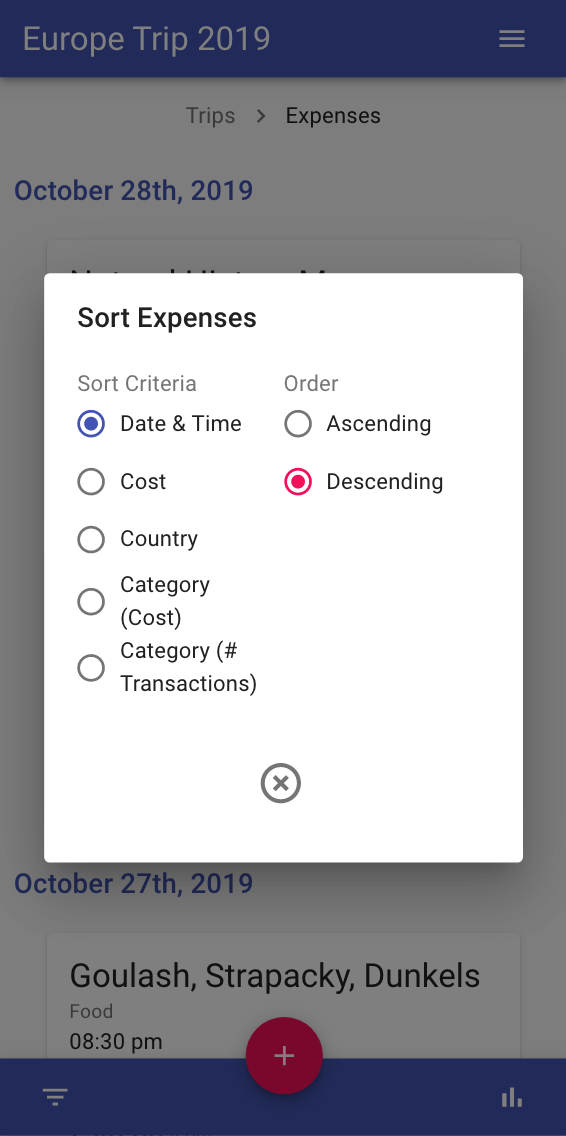 Europe Trip 2019
Trips > Expenses
October 28th, 2019
Sort Expenses
Sort Criteria
Order
Date & Time
Ascending
Cost
Descending
Country
Category
(Cost)
Category (#
Transactions)
October 27th, 2019
Goulash, Strapacky, Dunkels
Food
08:30 pm